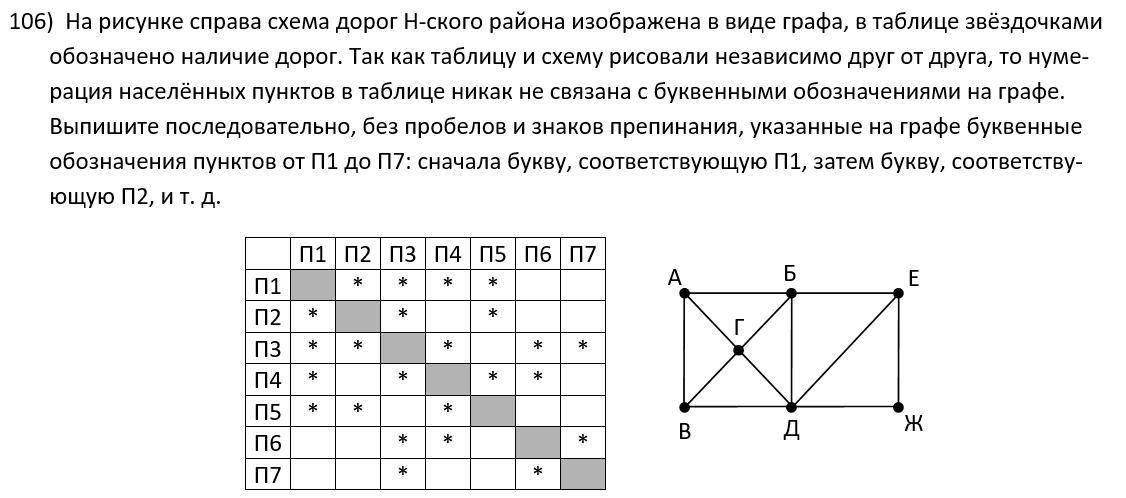 106) На рисунке справа схема дорог Н-ского района изображена в виде графа, в таблице звёздочками
обозначено наличие дорог. Так как таблицу и схему рисовали независимо друг от друга, то нуме-
рация населённых пунктов в таблице никак не связана с буквенными обозначениями на графе.
Выпишите последовательно, без пробелов и знаков препинания, указанные на графе буквенные
обозначения пунктов от П1 до П7: сначала букву, соответствующую П1, затем букву, соответству-
ющую П2, и т. д.
П1 П2 П3 П4 П5 П6 П7
П1 * * * *
П2 * * *
П3 * * * * *
П4 * * * *
П5 * * *
П6 * * *
П7 * *
А Б Е
Г
В Д Ж